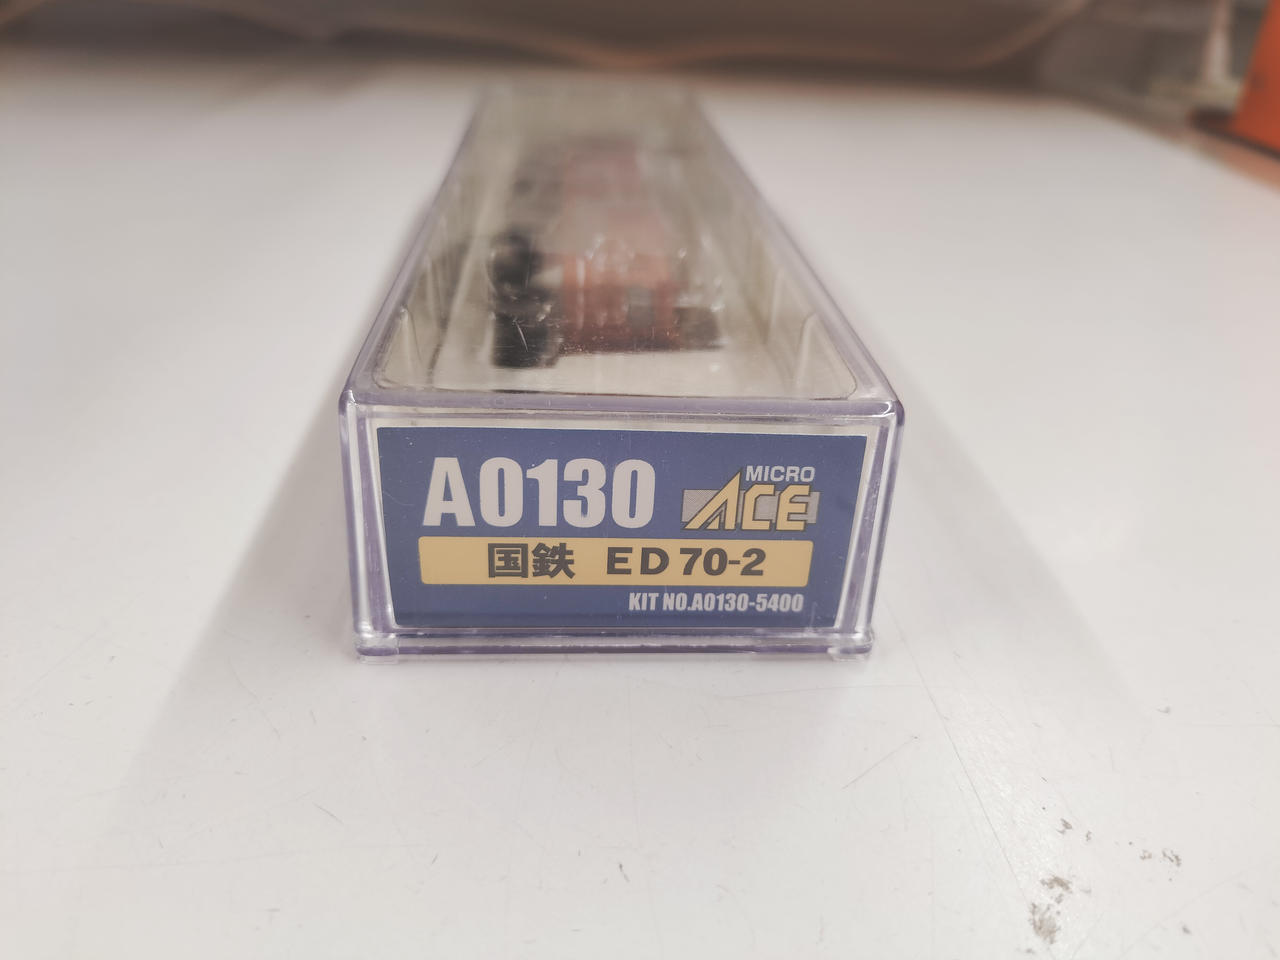 A0130
MICRO
ACE
国鉄 ED70-2
KIT NO.A0130-5400